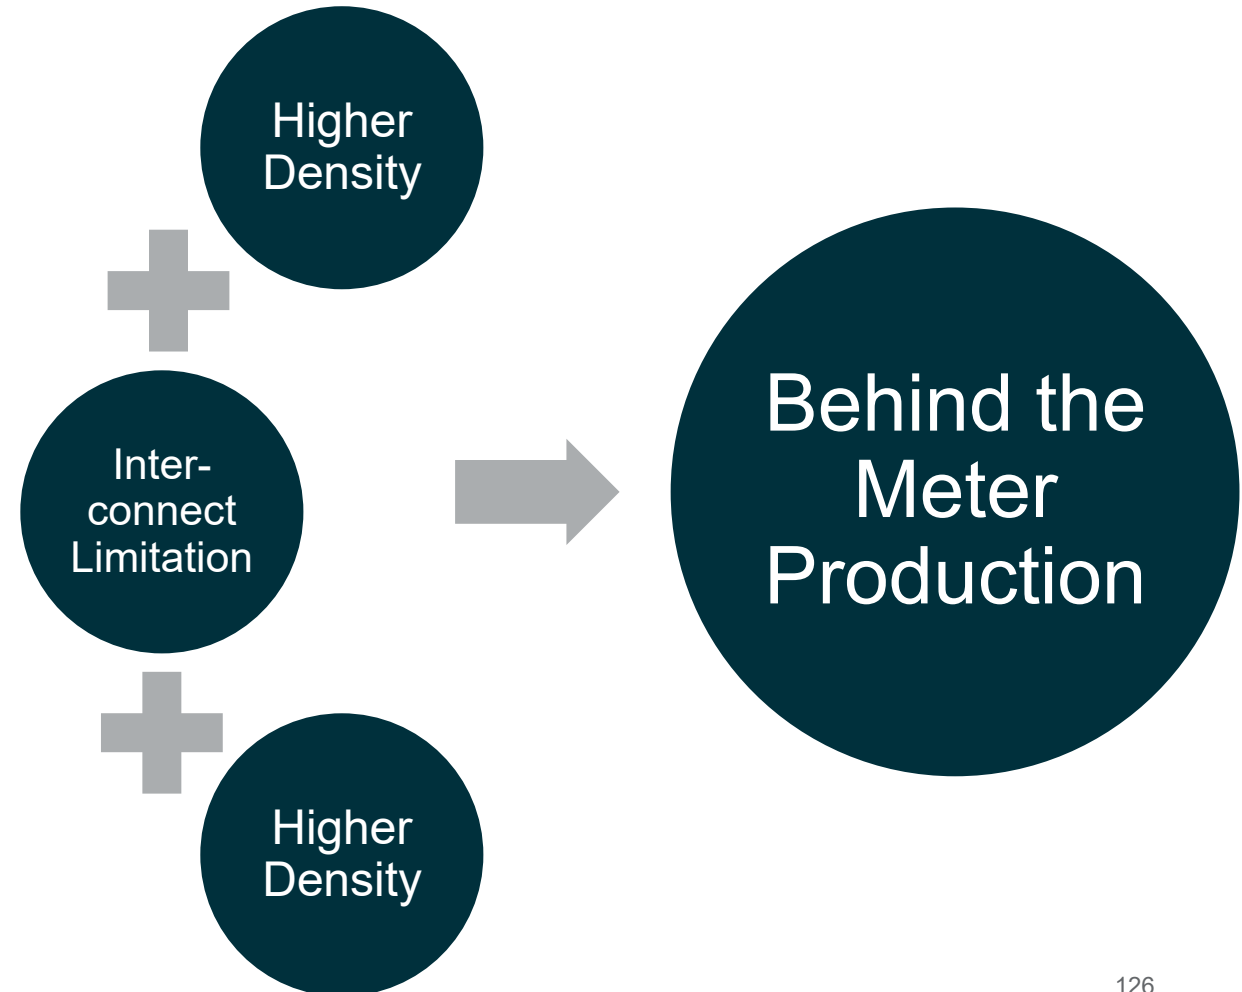 Higher
Density
Inter-
connect
Limitation
Higher
Density
Behind the
Meter
Production
126